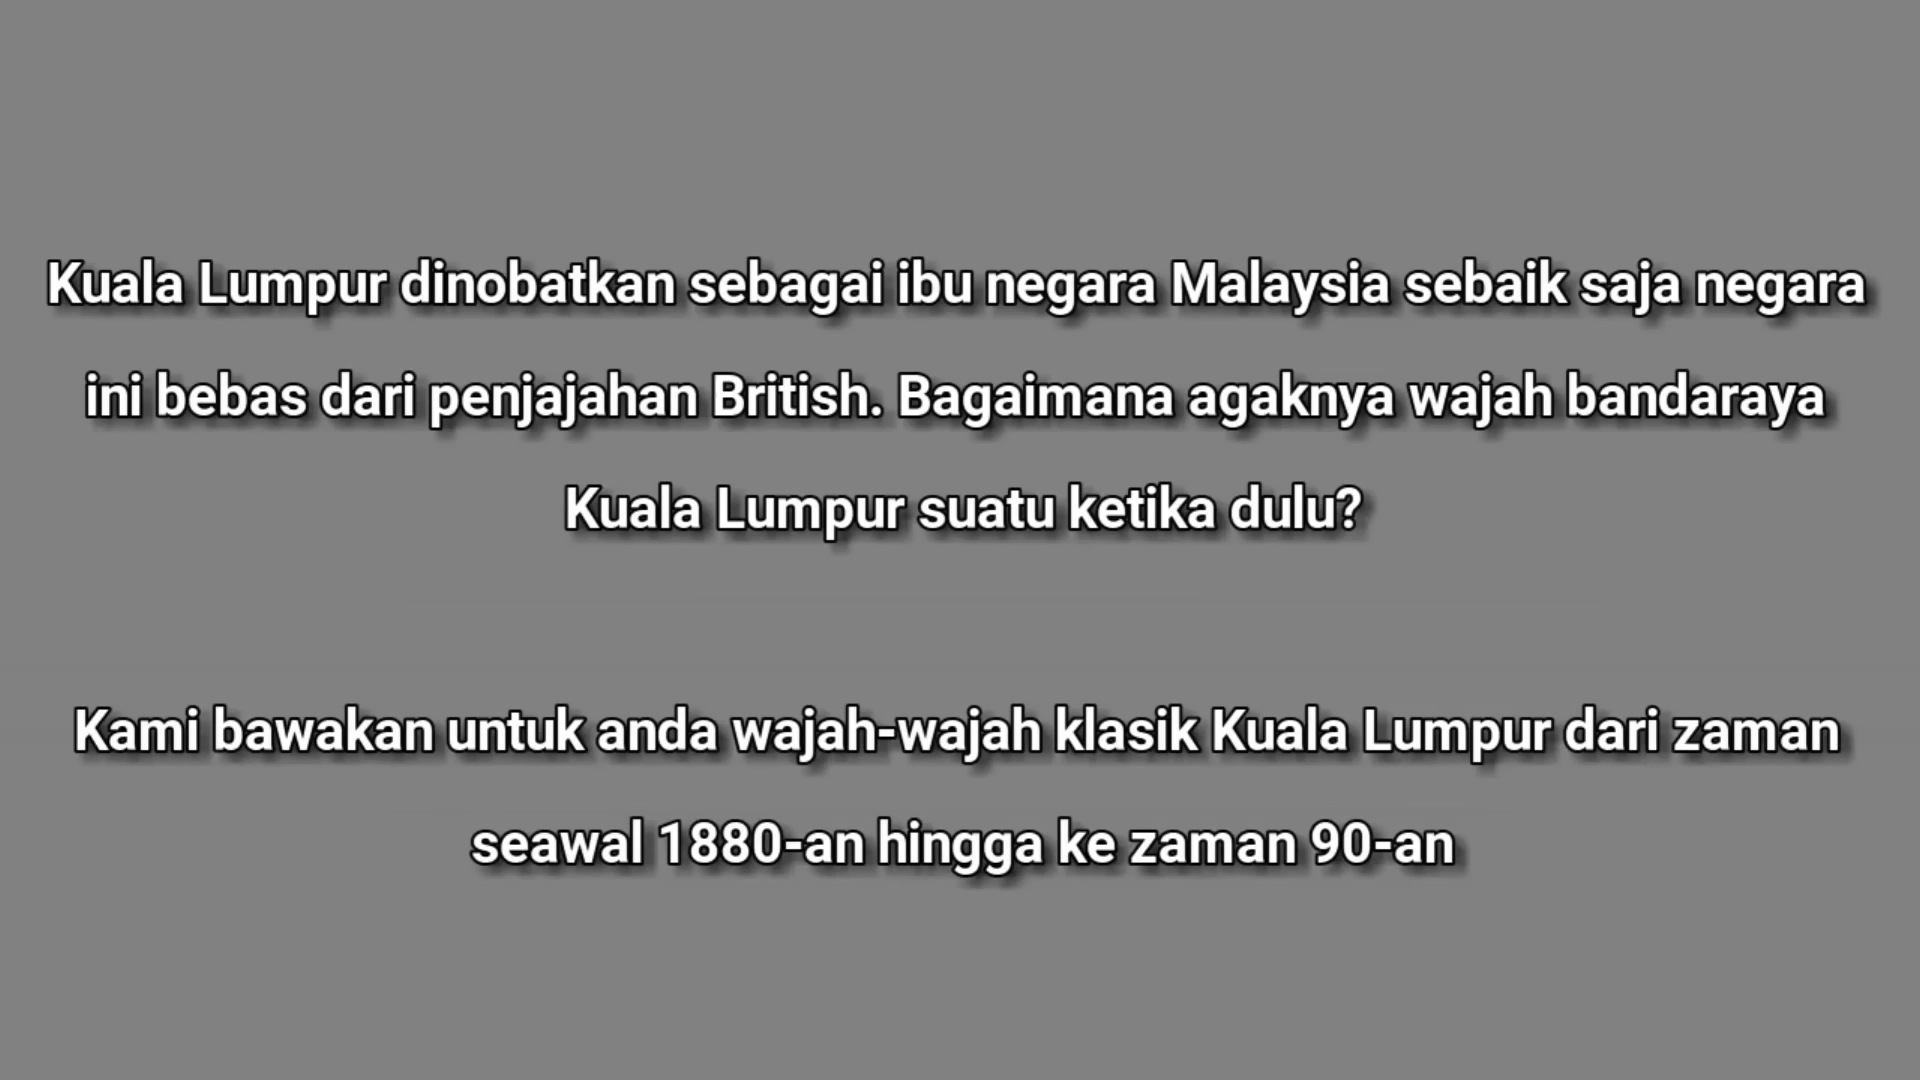 Kuala Lumpur dinobatkan sebagai ibu negara Malaysia sebaik saja negara
ini bebas dari penjajahan British. Bagaimana agaknya wajah bandaraya
Kuala Lumpur suatu ketika dulu?
Kami bawakan untuk anda wajah-wajah klasik Kuala Lumpur dari zaman
seawal 1880-an hingga ke zaman 90-an